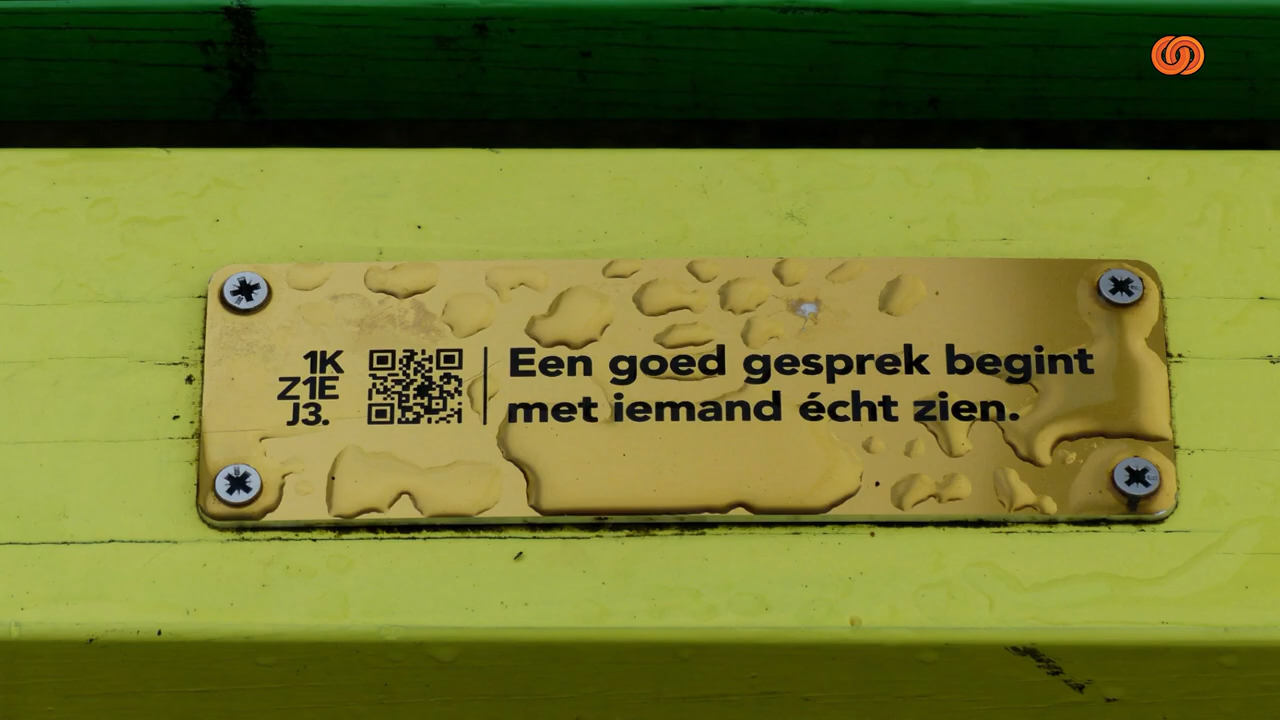 1K
Z1E
J3.
Een goed gesprek begint
met iemand écht zien.